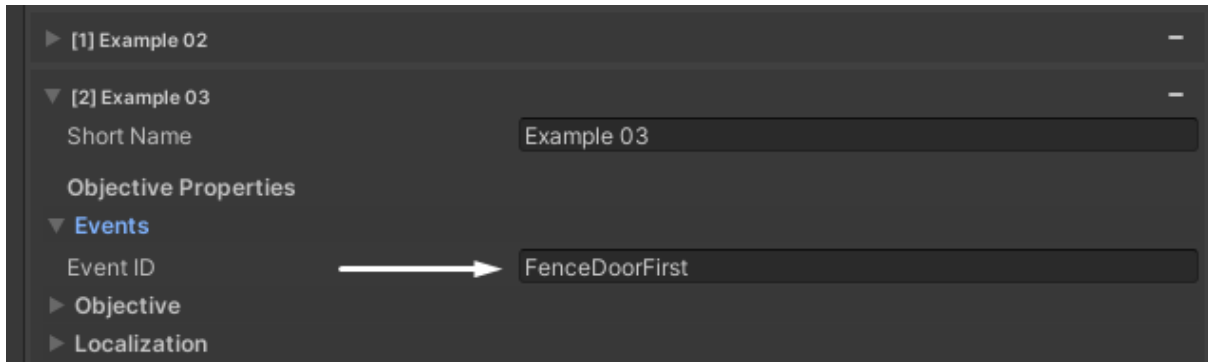 [1] Example 02
[2] Example 03
Short Name Example 03
Objective Properties
Events
Event ID FenceDoorFirst
Objective
Localization